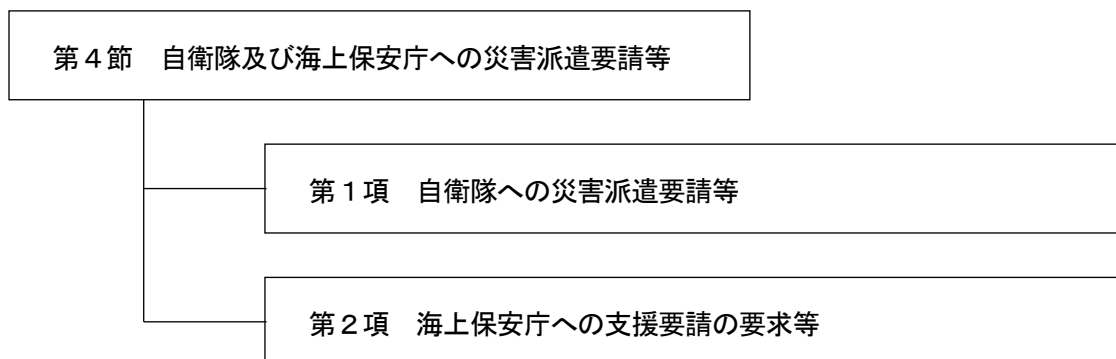 第４節　自衛隊及び海上保安庁への災害派遣要請等
第１項　自衛隊への災害派遣要請等
第２項　海上保安庁への支援要請の要求等